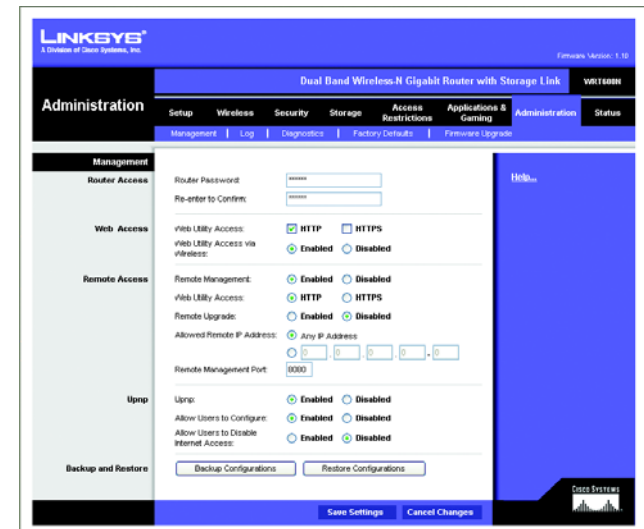 LINKSYS®
A Division of Cisco Systems, Inc.
Firmware Version: 1.10
Dual Band Wireless-N Gigabit Router with Storage Link WRT600N
Administration
Setup Wireless Security Storage Access Restrictions Applications & Gaming Administration Status
Management | Log | Diagnostics | Factory Defaults | Firmware Upgrade
Management
Router Access
Router Password:
Re-enter to Confirm:
Help...
Web Access
Web Utility Access: HTTP HTTPS
Web Utility Access via Wireless: Enabled Disabled
Remote Access
Remote Management: Enabled Disabled
Web Utility Access: HTTP HTTPS
Remote Upgrade: Enabled Disabled
Allowed Remote IP Address: Any IP Address
0 . 0 . 0 . 0 - 0
Remote Management Port: 8080
Upnp
Upnp: Enabled Disabled
Allow Users to Configure: Enabled Disabled
Allow Users to Disable Internet Access: Enabled Disabled
Backup and Restore
Backup Configurations Restore Configurations
Save Settings Cancel Changes
CISCO SYSTEMS